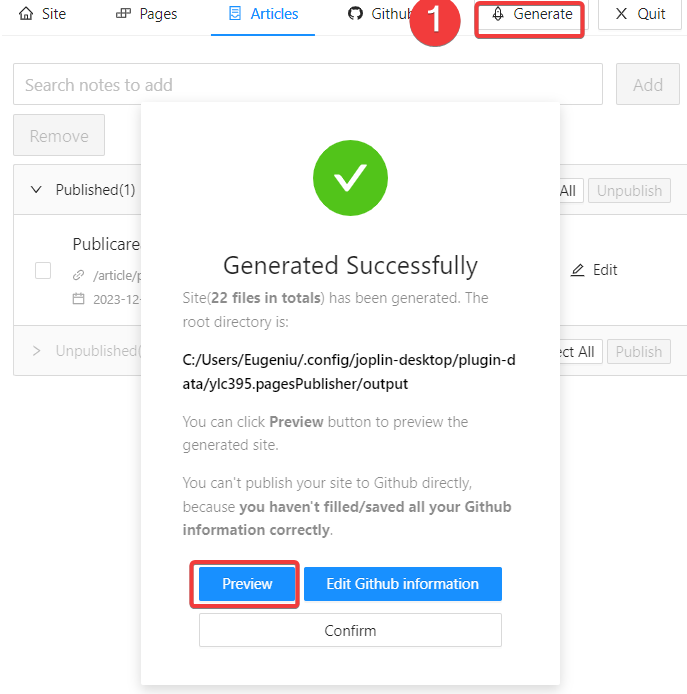 Site Pages Articles Github 1 Generate X Quit
Search notes to add Add
Remove
Published(1) All Unpublish
Publicare
/article/p Edit
2023-12-
Unpublished( ect All Publish
Generated Successfully
Site(22 files in totals) has been generated. The
root directory is:
C:/Users/Eugeniu/.config/joplin-desktop/plugin-d
ata/ylc395.pagesPublisher/output
You can click Preview button to preview the
generated site.
You can't publish your site to Github directly,
because you haven't filled/saved all your Github
information correctly.
Preview Edit Github information
Confirm